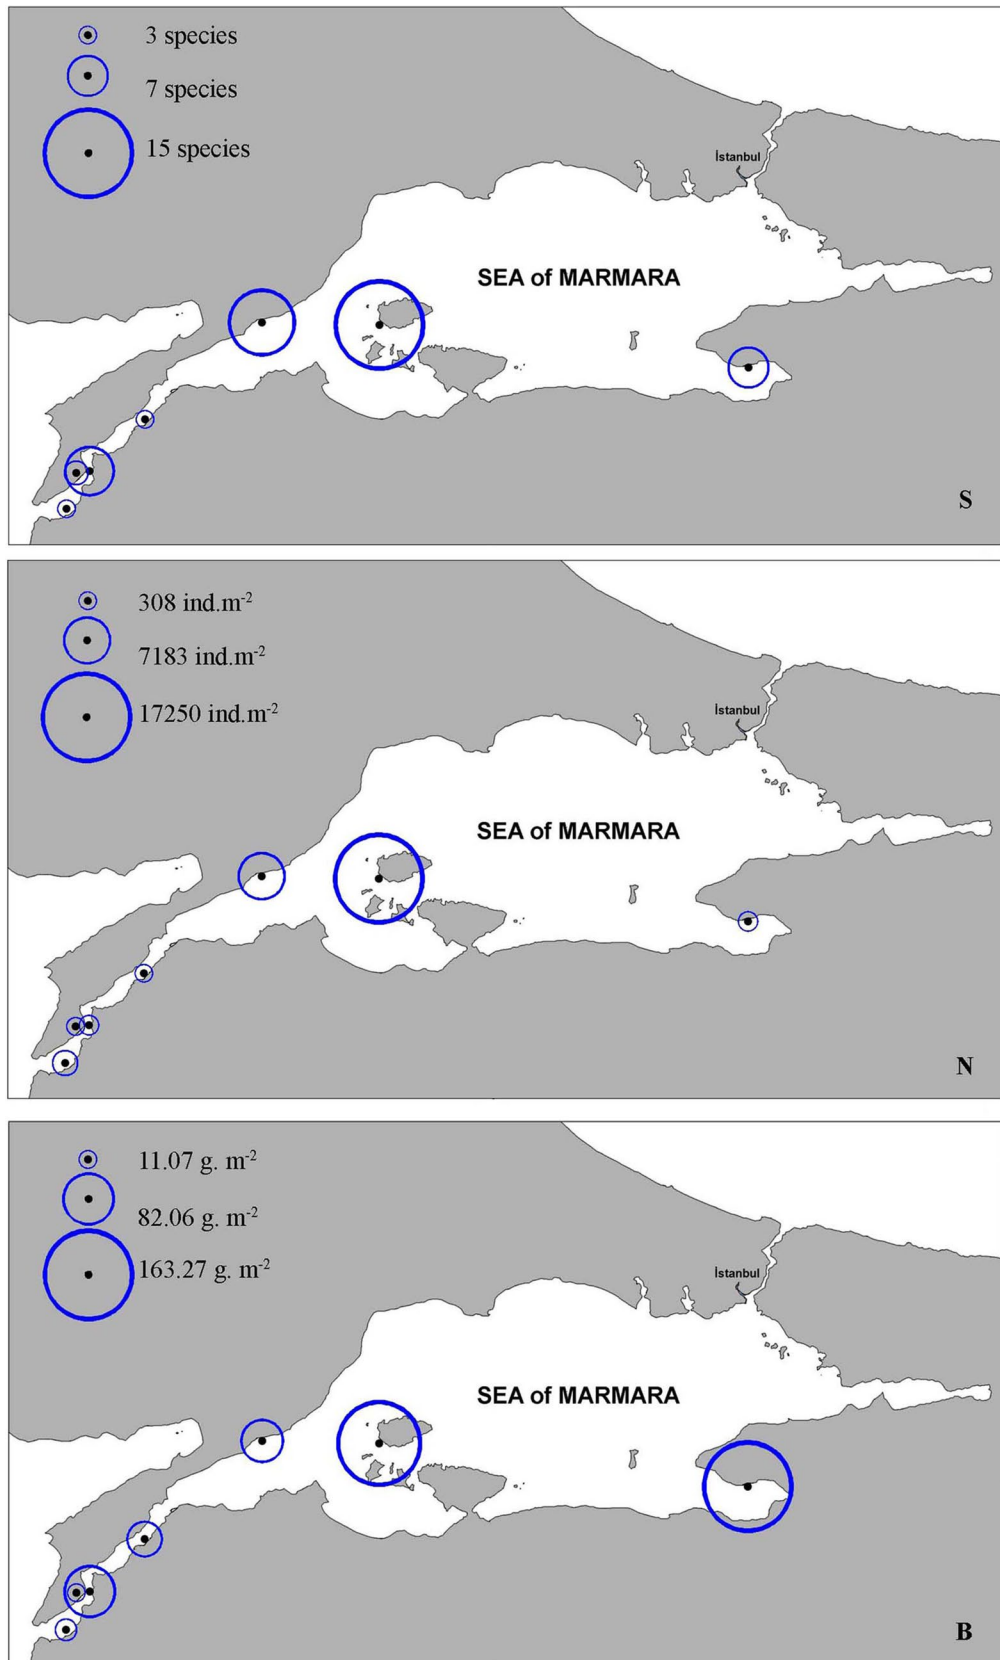 3 species
7 species
15 species
İstanbul
SEA of MARMARA
S
308 ind.m⁻²
7183 ind.m⁻²
17250 ind.m⁻²
İstanbul
SEA of MARMARA
N
11.07 g. m⁻²
82.06 g. m⁻²
163.27 g. m⁻²
İstanbul
SEA of MARMARA
B